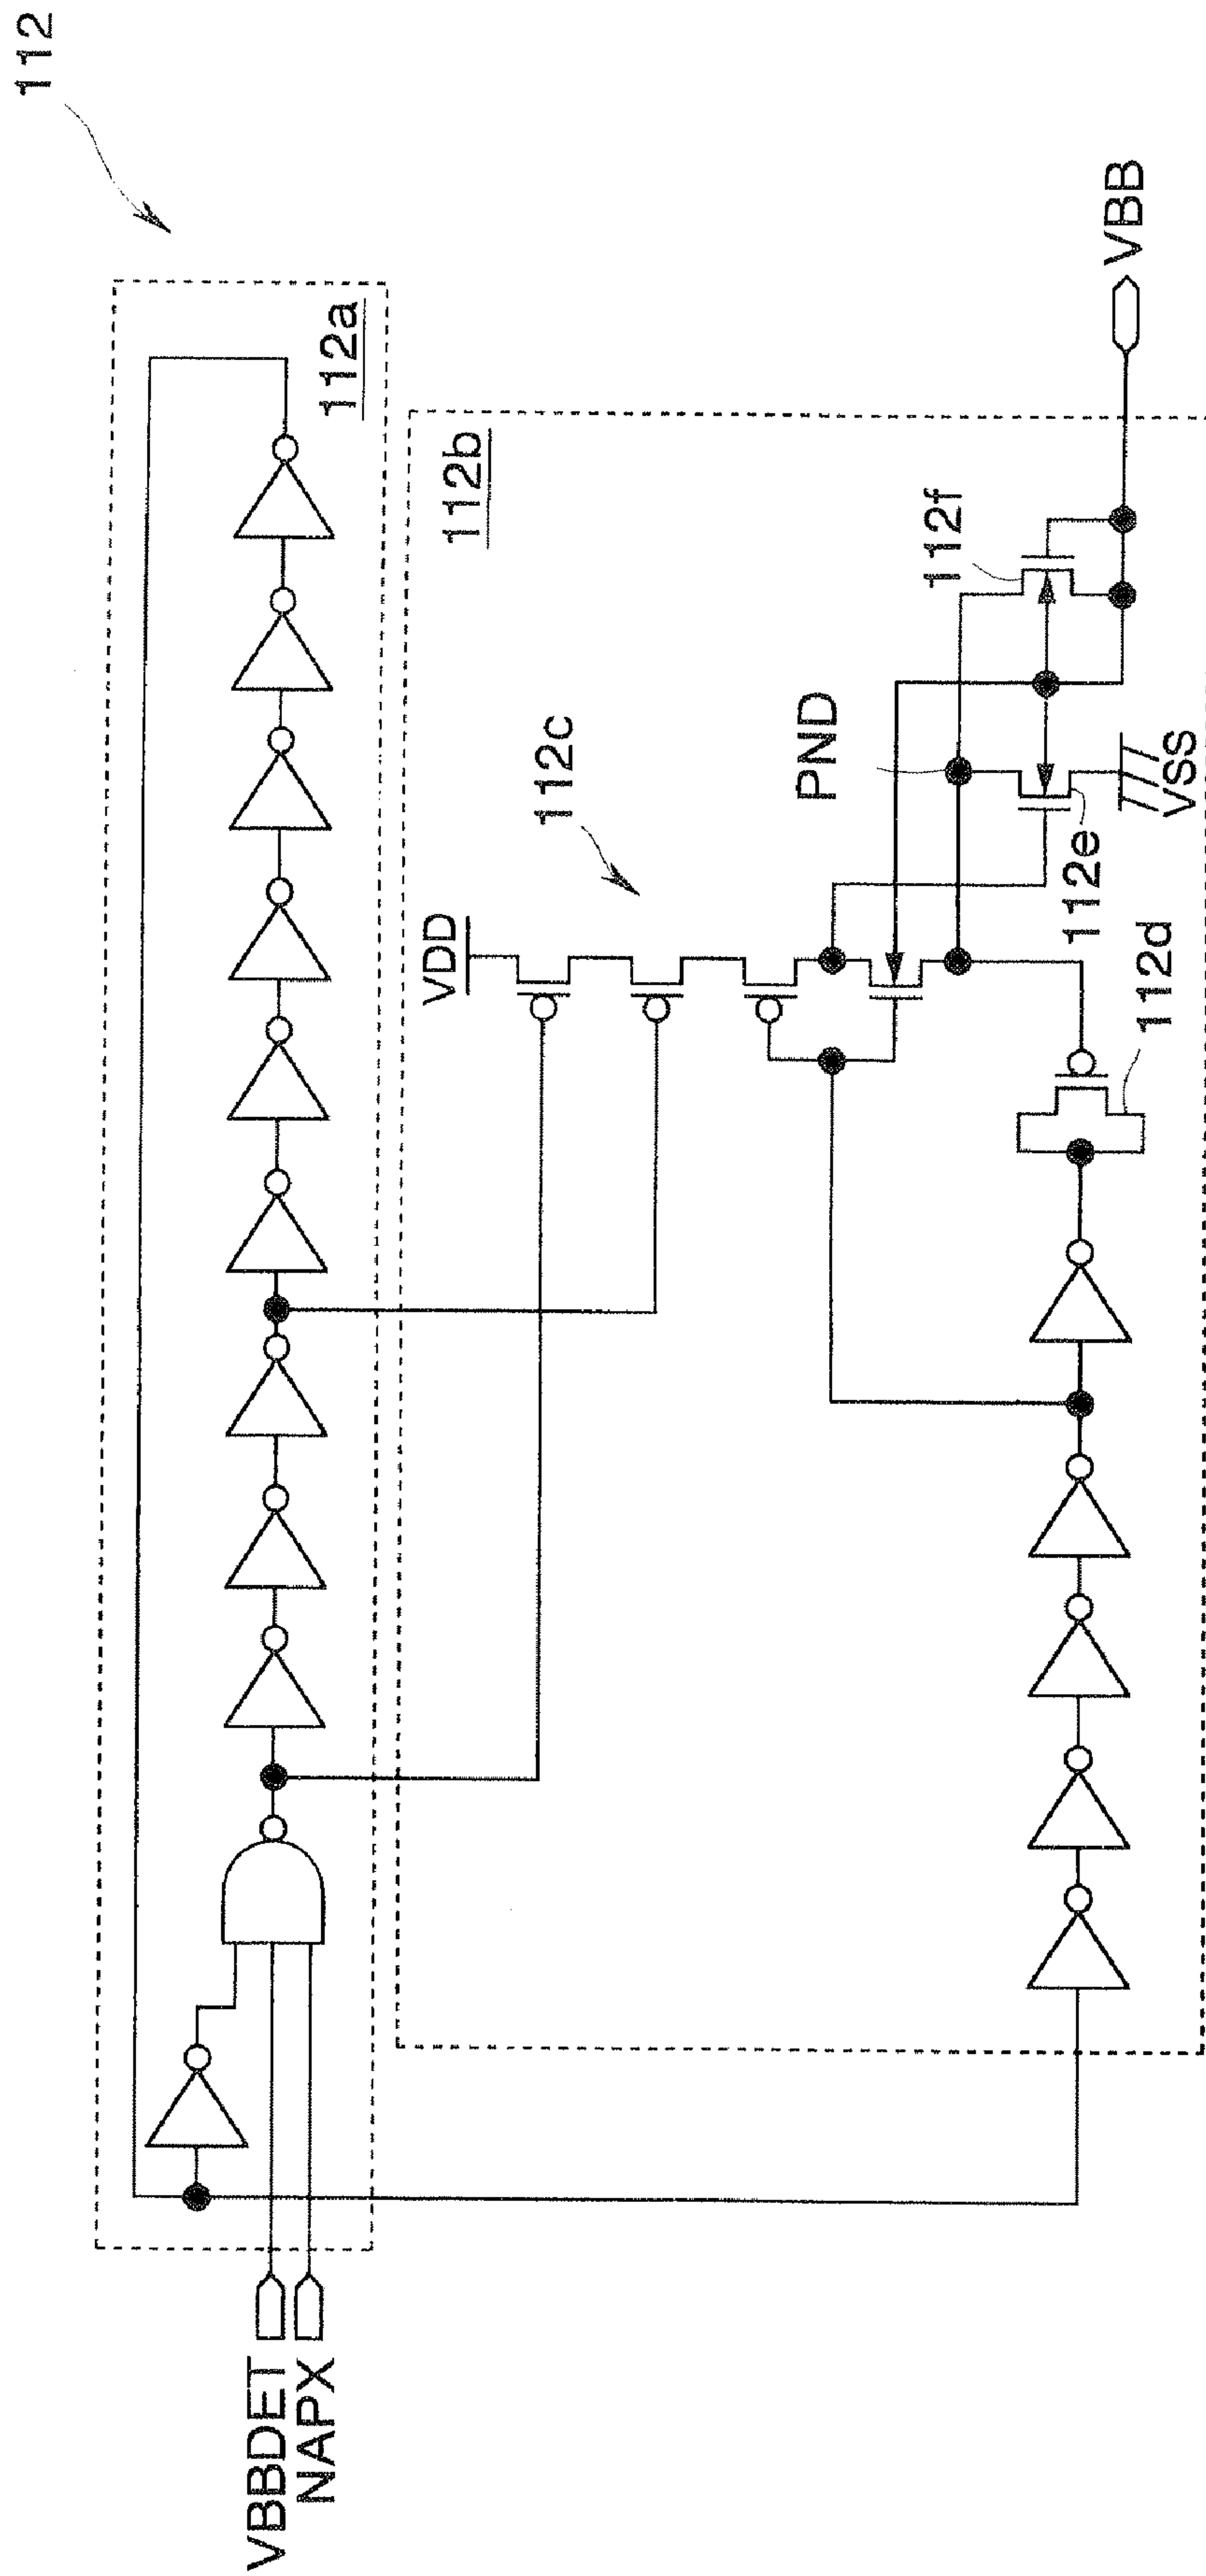 112
112a
112b
112c
112f
PND
VDD
112e
VSS
112d
VBB
VBBDET
NAPX